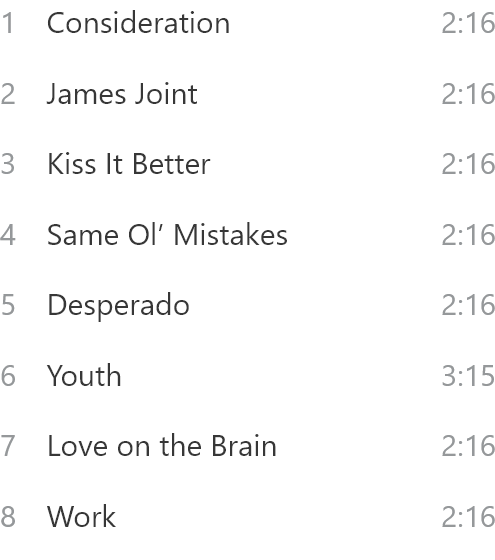 1 Consideration 2:16
2 James Joint 2:16
3 Kiss It Better 2:16
4 Same Ol’ Mistakes 2:16
5 Desperado 2:16
6 Youth 3:15
7 Love on the Brain 2:16
8 Work 2:16